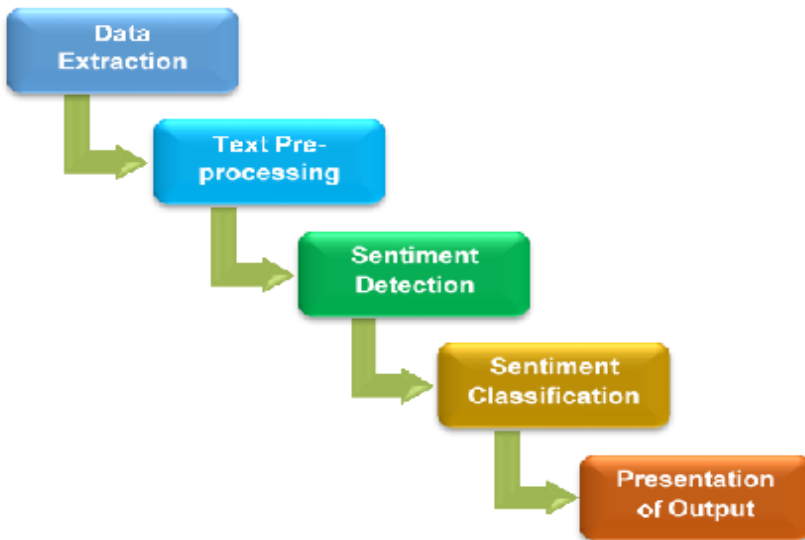 Data
Extraction
Text Pre-
processing
Sentiment
Detection
Sentiment
Classification
Presentation
of Output